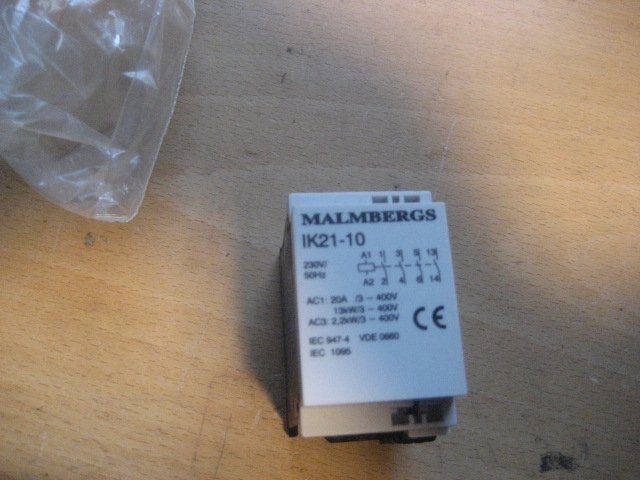 MALMBERGS
IK21-10
230V/
50Hz
A1 1 3 5 13
A2 2 4 6 14
AC1: 20A /3 ~ 400V
13kW/3 ~ 400V
AC3: 2,2kW/3 ~ 400V
CE
IEC 947-4 VDE 0660
IEC 1095